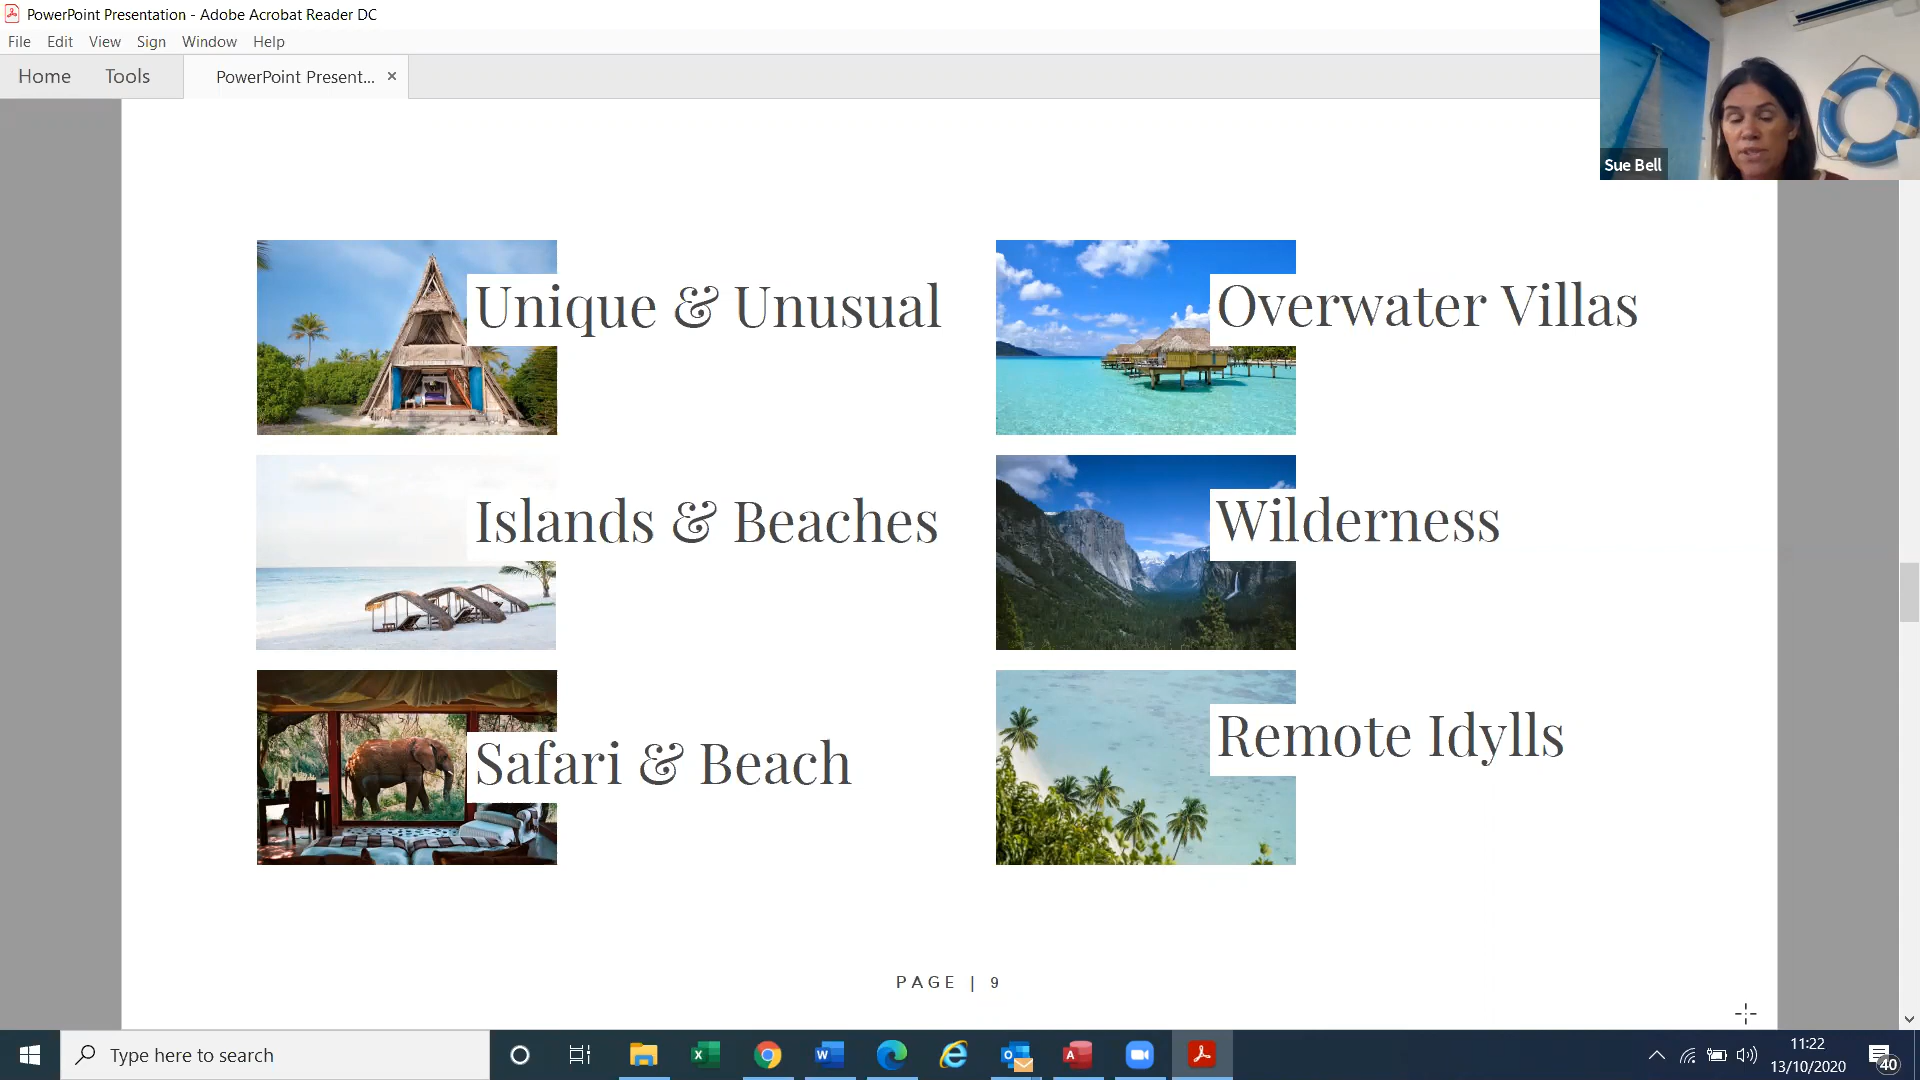 PowerPoint Presentation - Adobe Acrobat Reader DC
File Edit View Sign Window Help
Home Tools PowerPoint Present... ×
Sue Bell
Unique & Unusual
Overwater Villas
Islands & Beaches
Wilderness
Safari & Beach
Remote Idylls
PAGE | 9
Type here to search
11:22
13/10/2020
40